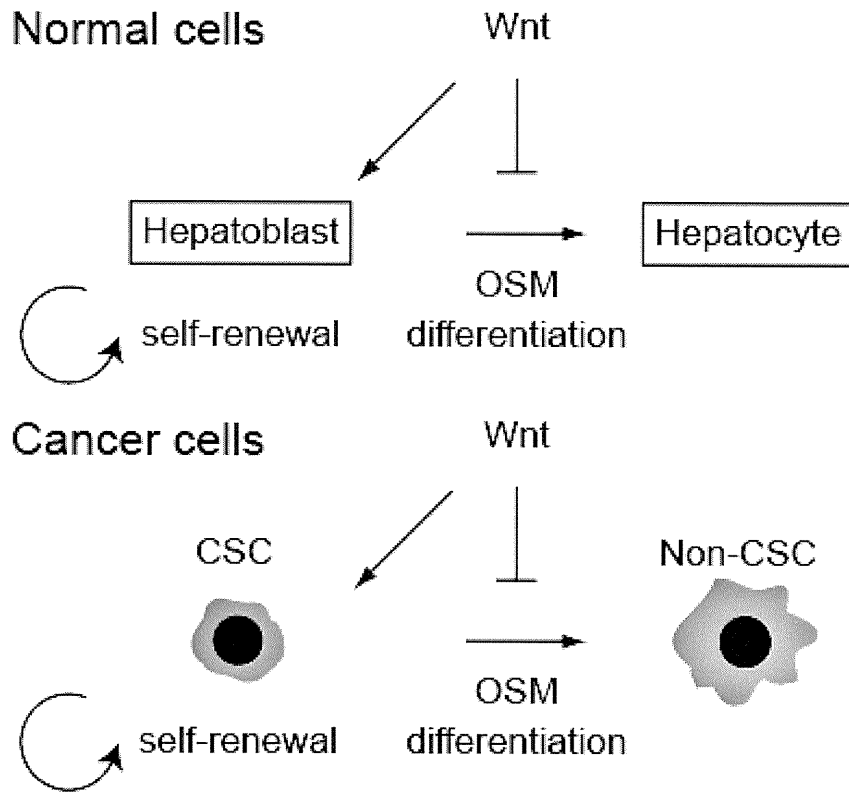 Normal cells
Wnt
Hepatoblast
Hepatocyte
OSM
self-renewal
differentiation
Cancer cells
Wnt
CSC
Non-CSC
OSM
self-renewal
differentiation